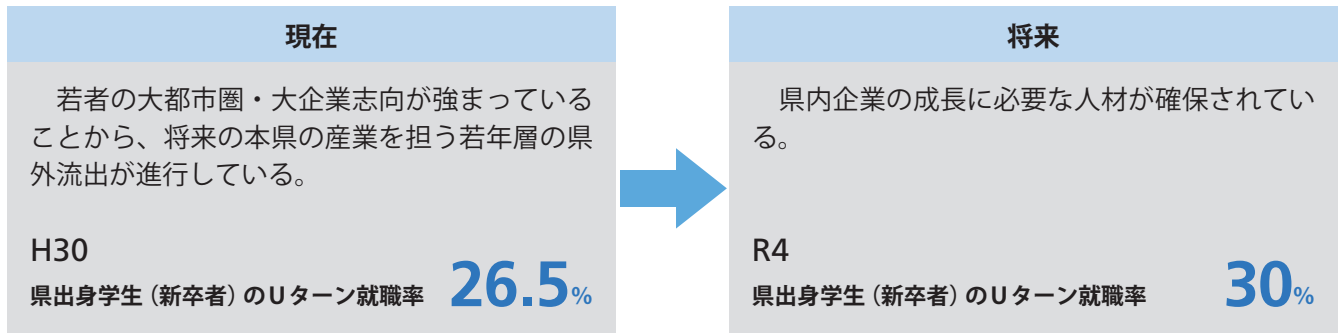 現在
若者の大都市圏・大企業志向が強まっている
ことから、将来の本県の産業を担う若年層の県
外流出が進行している。
H30
県出身学生（新卒者）のUターン就職率 26.5%
将来
県内企業の成長に必要な人材が確保されてい
る。
R4
県出身学生（新卒者）のUターン就職率 30%